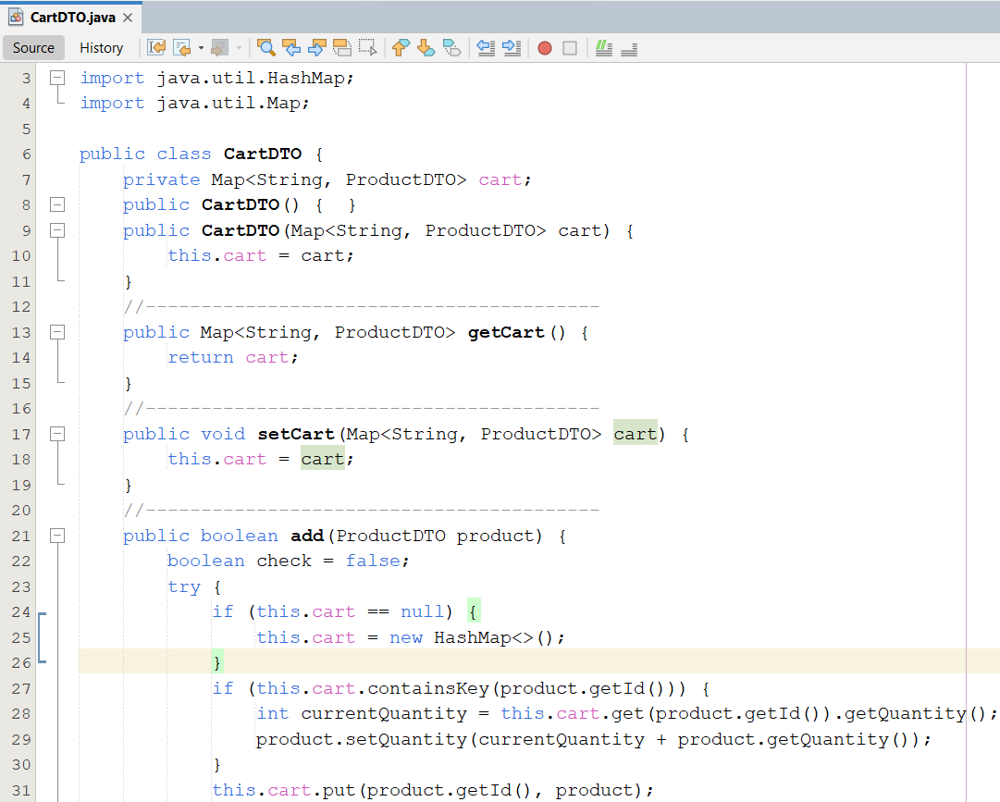 CartDTO.java
Source History
3 import java.util.HashMap;
4 import java.util.Map;
5
6 public class CartDTO {
7 private Map<String, ProductDTO> cart;
8 public CartDTO() {  }
9 public CartDTO(Map<String, ProductDTO> cart) {
10 this.cart = cart;
11 }
12 //-----------------------------------------
13 public Map<String, ProductDTO> getCart() {
14 return cart;
15 }
16 //-----------------------------------------
17 public void setCart(Map<String, ProductDTO> cart) {
18 this.cart = cart;
19 }
20 //-----------------------------------------
21 public boolean add(ProductDTO product) {
22 boolean check = false;
23 try {
24 if (this.cart == null) {
25 this.cart = new HashMap<>();
26 }
27 if (this.cart.containsKey(product.getId())) {
28 int currentQuantity = this.cart.get(product.getId()).getQuantity();
29 product.setQuantity(currentQuantity + product.getQuantity());
30 }
31 this.cart.put(product.getId(), product);